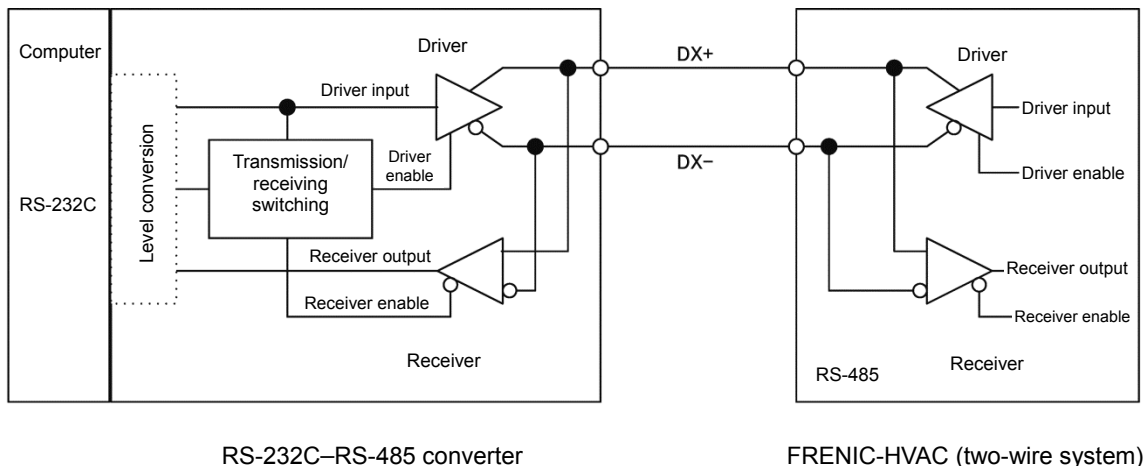 Computer
RS-232C
Level conversion
Driver
Driver input
Transmission/
receiving
switching
Driver
enable
Receiver output
Receiver enable
Receiver
DX+
DX−
Driver
Driver input
Driver enable
Receiver output
Receiver enable
RS-485
Receiver
RS-232C–RS-485 converter
FRENIC-HVAC (two-wire system)